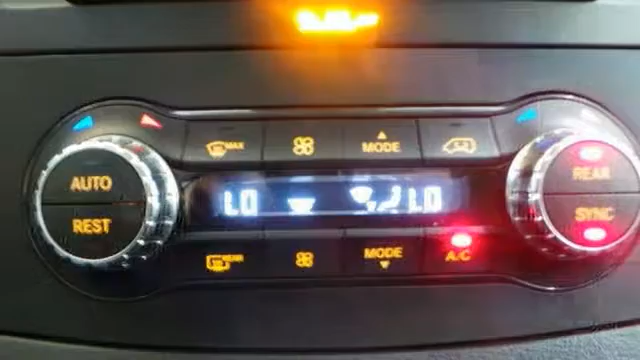 MAX
MODE
AUTO
REAR
LO
LO
REST
SYNC
REAR
MODE
A/C